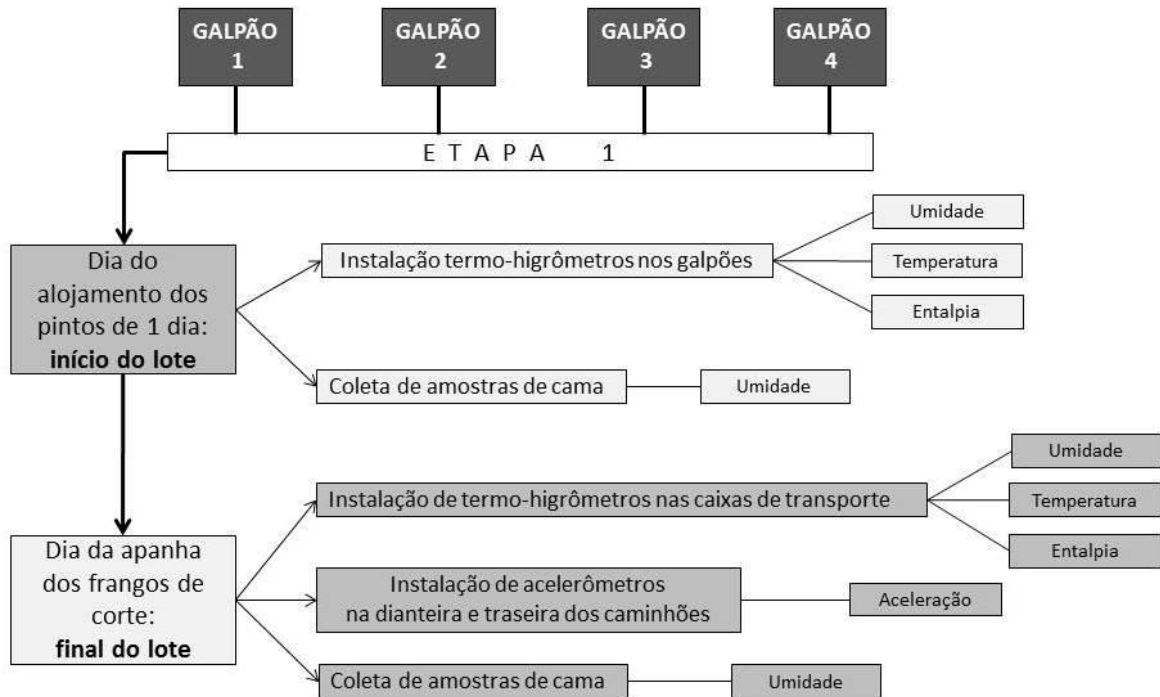 GALPÃO
1
GALPÃO
2
GALPÃO
3
GALPÃO
4
ETAPA 1
Dia do
alojamento dos
pintos de 1 dia:
início do lote
Instalação termo-higrômetros nos galpões
Umidade
Temperatura
Entalpia
Coleta de amostras de cama
Umidade
Dia da apanha
dos frangos de
corte:
final do lote
Instalação de termo-higrômetros nas caixas de transporte
Umidade
Temperatura
Entalpia
Instalação de acelerômetros
na dianteira e traseira dos caminhões
Aceleração
Coleta de amostras de cama
Umidade